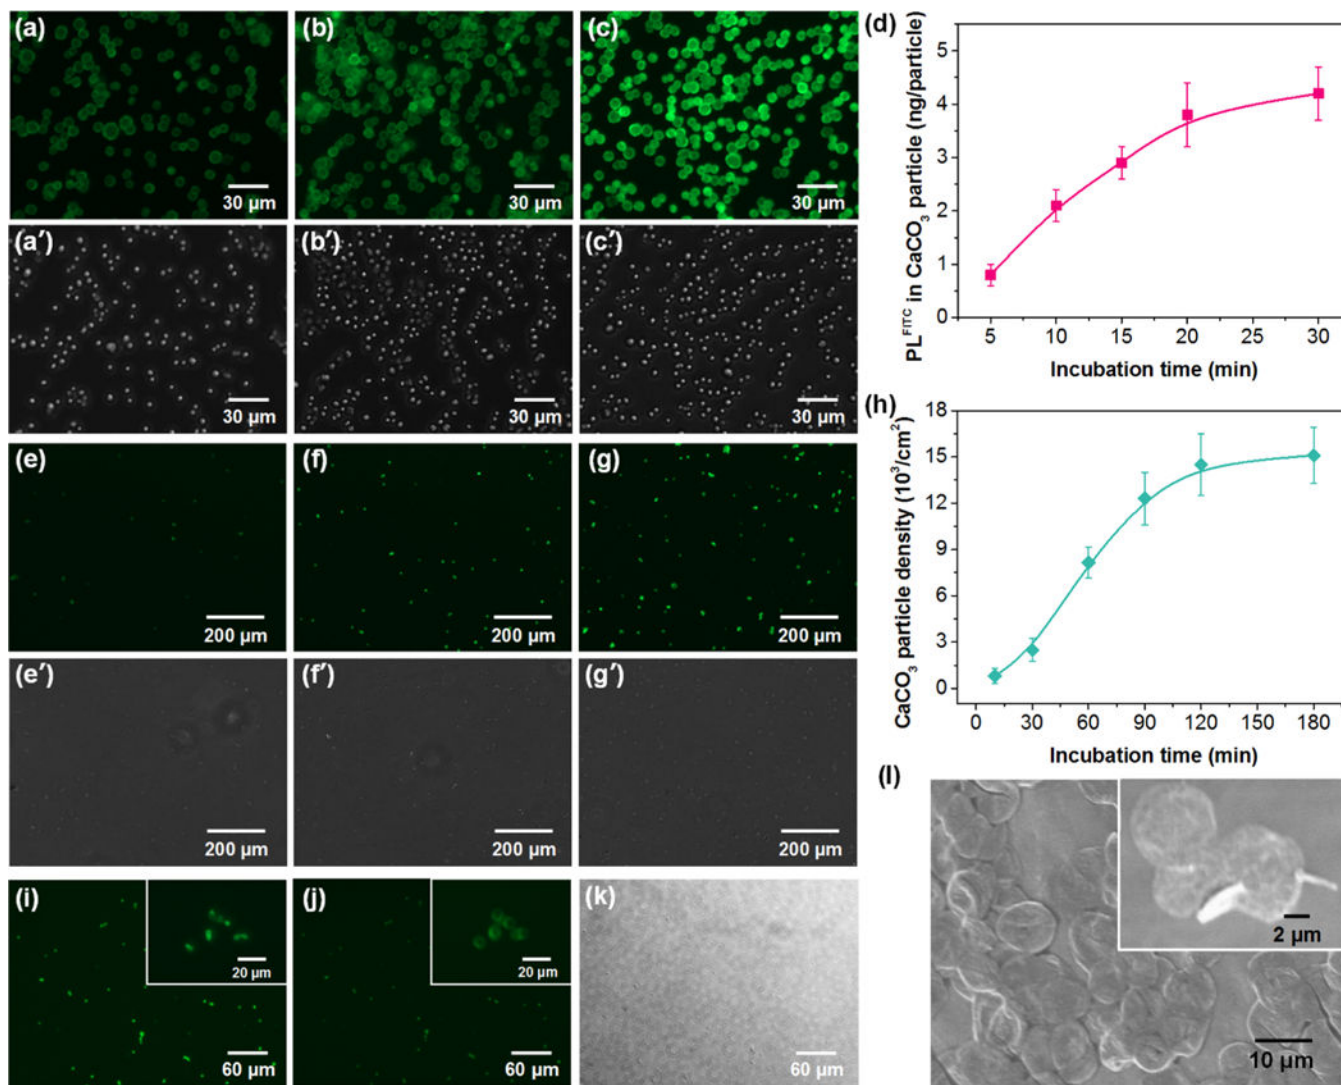 (a)
30 µm
(b)
30 µm
(c)
30 µm
(a′)
30 µm
(b′)
30 µm
(c′)
30 µm
(d)
PL^FITC in CaCO₃ particle (ng/particle)
5
4
3
2
1
0
5 10 15 20 25 30
Incubation time (min)
(e)
200 µm
(f)
200 µm
(g)
200 µm
(e′)
200 µm
(f′)
200 µm
(g′)
200 µm
(h)
CaCO₃ particle density (10³/cm²)
18
15
12
9
6
3
0
0 30 60 90 120 150 180
Incubation time (min)
(i)
20 µm
60 µm
(j)
20 µm
60 µm
(k)
60 µm
(l)
2 µm
10 µm